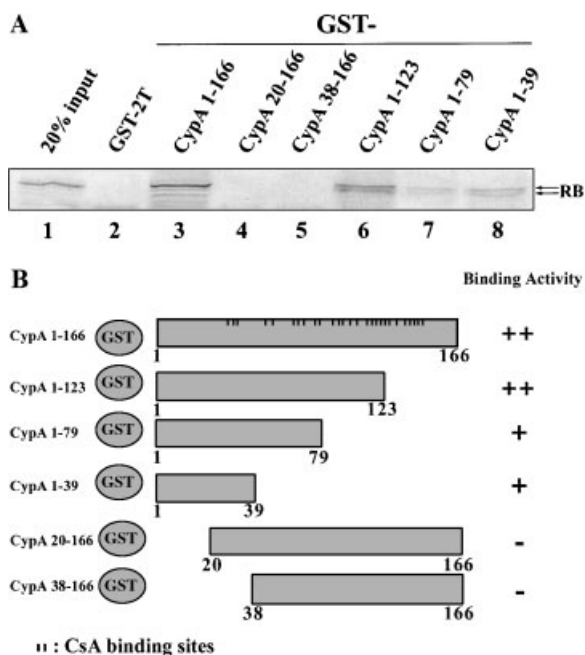 A
GST-
20% input
GST-2T
CypA 1-166
CypA 20-166
CypA 38-166
CypA 1-123
CypA 1-79
CypA 1-39
RB
1 2 3 4 5 6 7 8
B
Binding Activity
CypA 1-166 GST ++
1 166
CypA 1-123 GST ++
1 123
CypA 1-79 GST +
1 79
CypA 1-39 GST +
1 39
CypA 20-166 GST -
20 166
CypA 38-166 GST -
38 166
: CsA binding sites